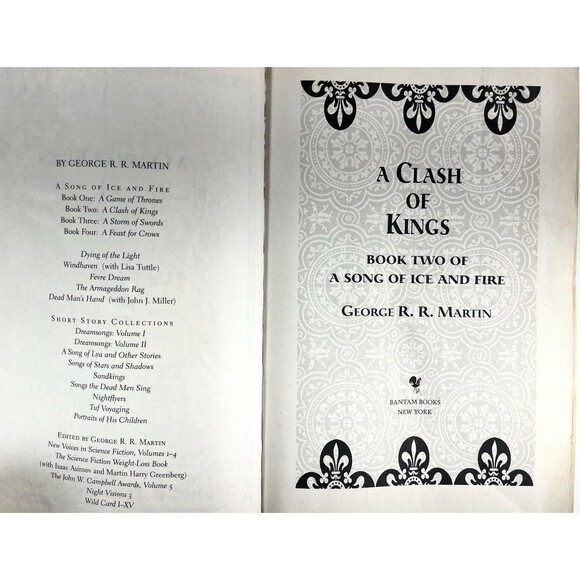 BY GEORGE R. R. MARTIN
A SONG OF ICE AND FIRE
Book One: A Game of Thrones
Book Two: A Clash of Kings
Book Three: A Storm of Swords
Book Four: A Feast for Crows
Dying of the Light
Windhaven (with Lisa Tuttle)
Fevre Dream
The Armageddon Rag
Dead Man's Hand (with John J. Miller)
SHORT STORY COLLECTIONS
Dreamsongs: Volume I
Dreamsongs: Volume II
A Song of Lya and Other Stories
Songs of Stars and Shadows
Sandkings
Songs the Dead Men Sing
Nightflyers
Tuf Voyaging
Portraits of His Children
EDITED BY GEORGE R. R. MARTIN
New Voices in Science Fiction, Volumes 1–4
The Science Fiction Weight-Loss Book
(with Isaac Asimov and Martin Harry Greenberg)
The John W. Campbell Awards, Volume 5
Night Visions 3
Wild Card I–XV
A CLASH
OF
KINGS
BOOK TWO OF
A SONG OF ICE AND FIRE
GEORGE R. R. MARTIN
BANTAM BOOKS
NEW YORK